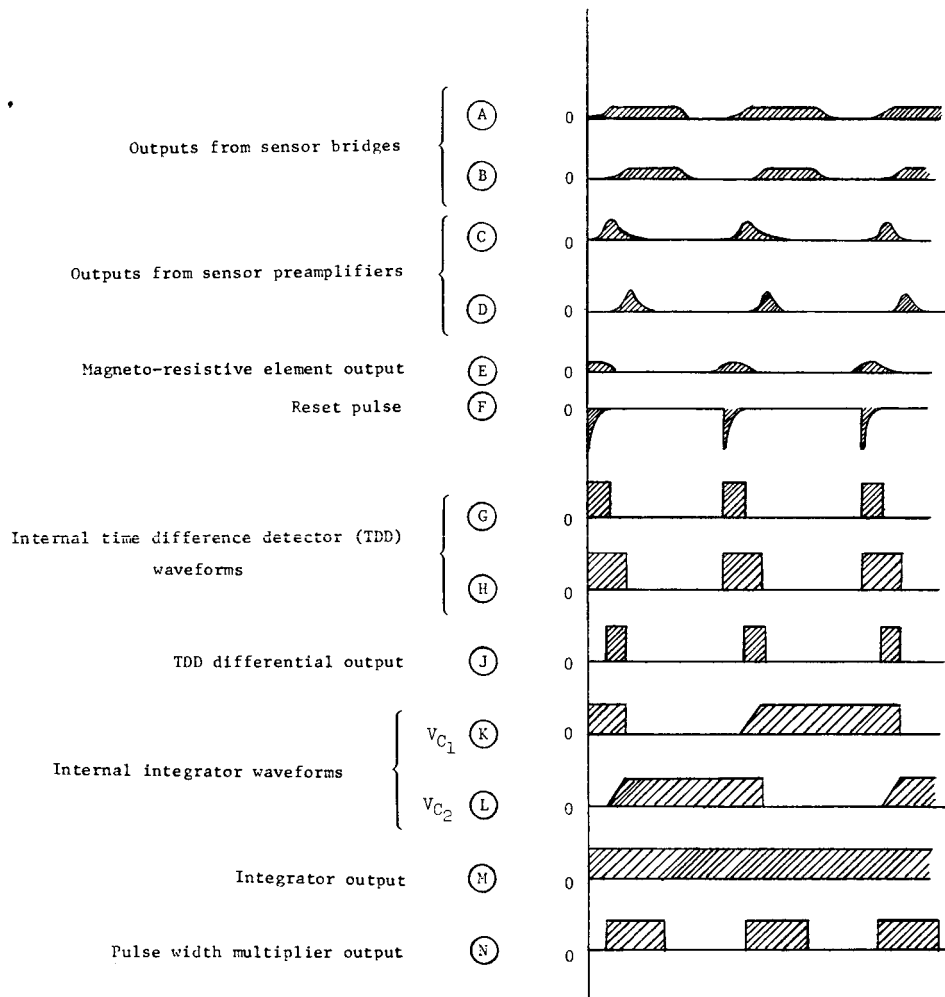 A 0
Outputs from sensor bridges
B 0
C 0
Outputs from sensor preamplifiers
D 0
Magneto-resistive element output E 0
Reset pulse F 0
G 0
Internal time difference detector (TDD)
waveforms
H 0
TDD differential output J 0
VC1 K 0
Internal integrator waveforms
VC2 L 0
Integrator output M 0
Pulse width multiplier output N 0